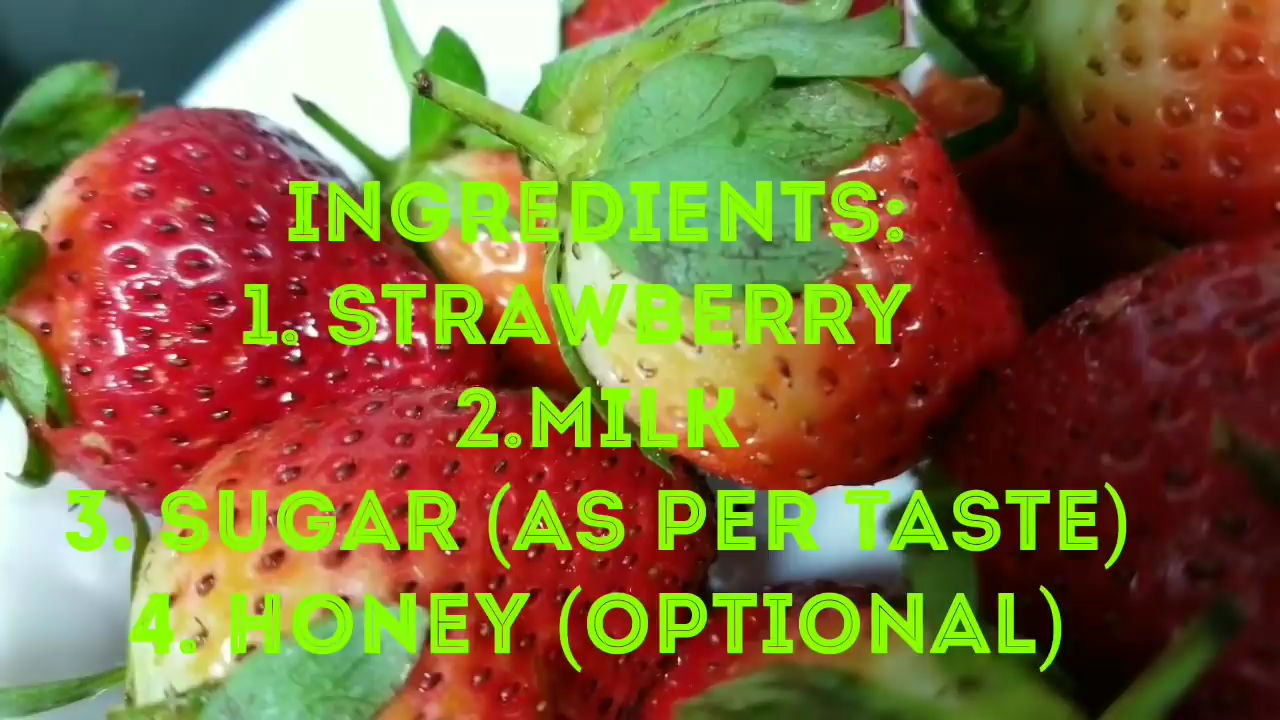 INGREDIENTS:
1. STRAWBERRY
2.MILK
3. SUGAR (AS PER TASTE)
4. HONEY (OPTIONAL)